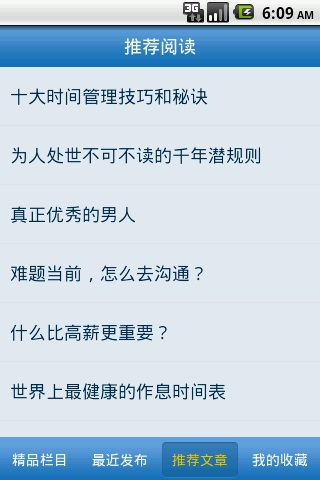 3G 6:09 AM
推荐阅读
十大时间管理技巧和秘诀
为人处世不可不读的千年潜规则
真正优秀的男人
难题当前，怎么去沟通？
什么比高薪更重要？
世界上最健康的作息时间表
精品栏目 最近发布 推荐文章 我的收藏